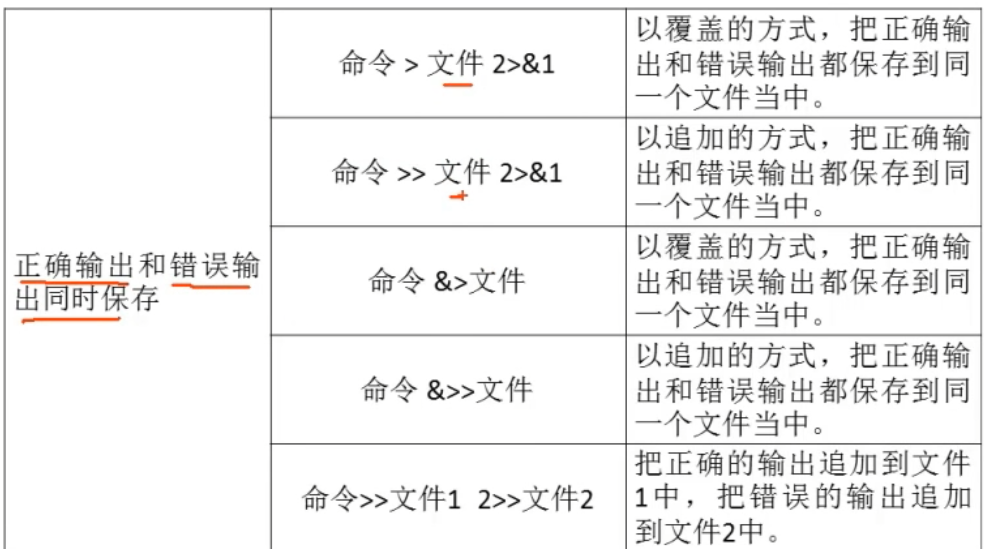 命令 > 文件 2>&1
以覆盖的方式，把正确输
出和错误输出都保存到同
一个文件当中。
命令 >> 文件 2>&1
以追加的方式，把正确输
出和错误输出都保存到同
一个文件当中。
正确输出和错误输
出同时保存
命令 &>文件
以覆盖的方式，把正确输
出和错误输出都保存到同
一个文件当中。
命令 &>>文件
以追加的方式，把正确输
出和错误输出都保存到同
一个文件当中。
命令>>文件1 2>>文件2
把正确的输出追加到文件
1中，把错误的输出追加
到文件2中。